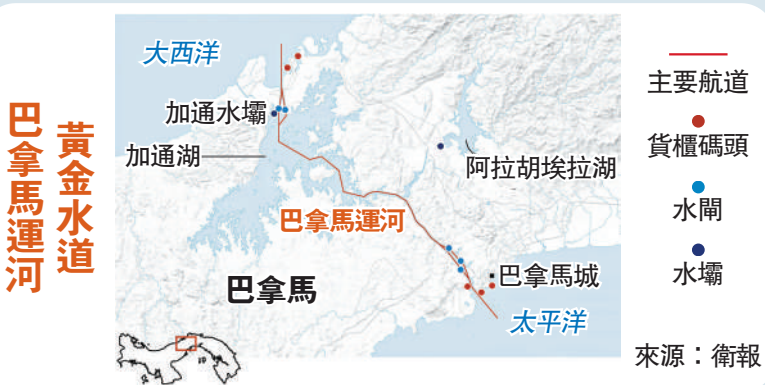 黃金水道
巴拿馬運河
大西洋
加通水壩
加通湖
阿拉胡埃拉湖
巴拿馬運河
巴拿馬
巴拿馬城
太平洋
主要航道
貨櫃碼頭
水閘
水壩
來源：衛報